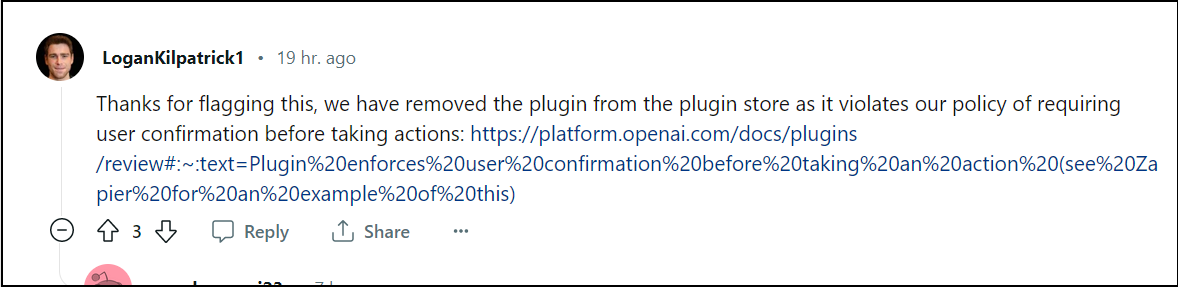 LoganKilpatrick1 • 19 hr. ago
Thanks for flagging this, we have removed the plugin from the plugin store as it violates our policy of requiring
user confirmation before taking actions: https://platform.openai.com/docs/plugins
/review#:~:text=Plugin%20enforces%20user%20confirmation%20before%20taking%20an%20action%20(see%20Za
pier%20for%20an%20example%20of%20this)
3 Reply Share ...